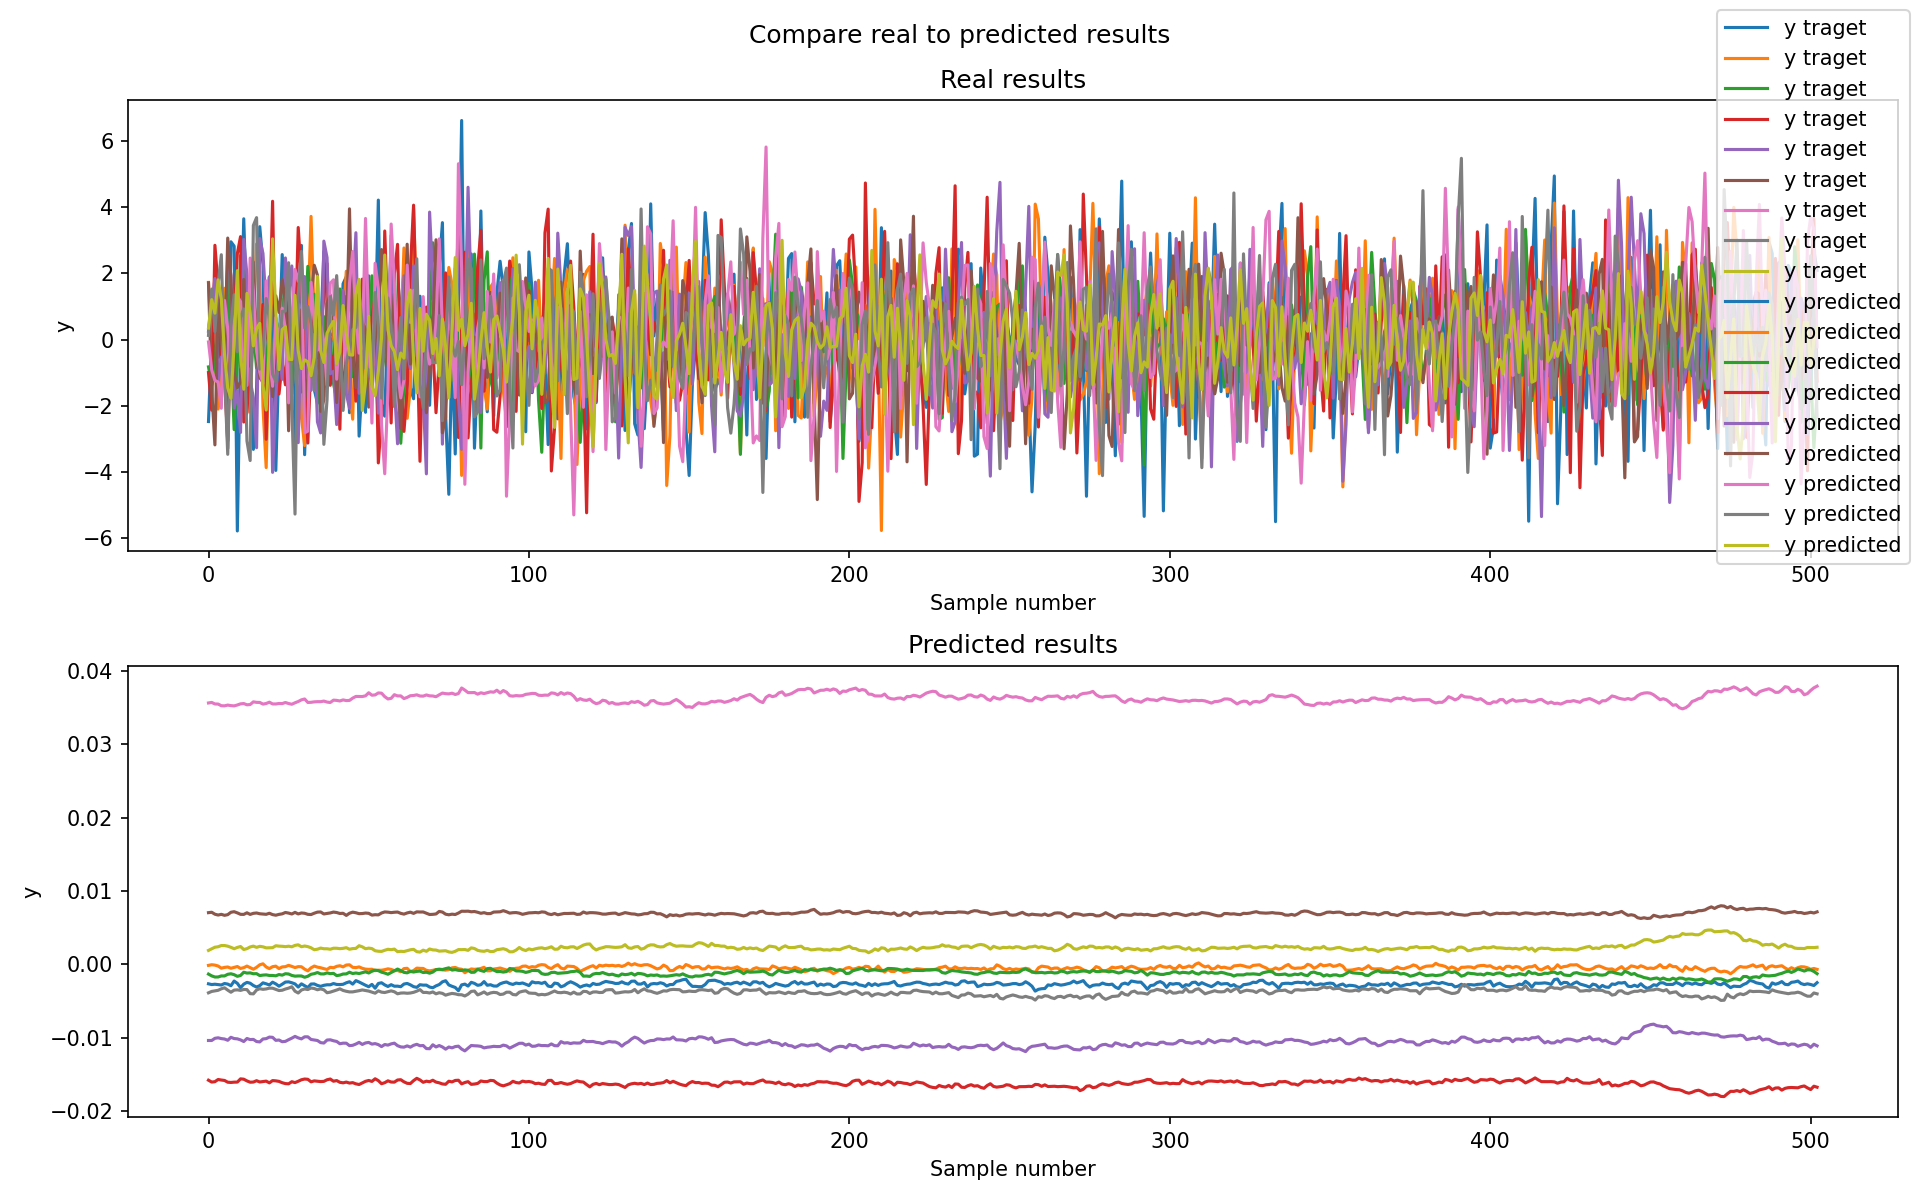 Compare real to predicted results
Real results
y traget
y traget
y traget
y traget
y traget
y traget
y traget
y traget
y traget
y predicted
y predicted
y predicted
y predicted
y predicted
y predicted
y predicted
y predicted
y predicted
6
4
2
0
−2
−4
−6
y
0 100 200 300 400 500
Sample number
Predicted results
0.04
0.03
0.02
0.01
0.00
−0.01
−0.02
y
0 100 200 300 400 500
Sample number